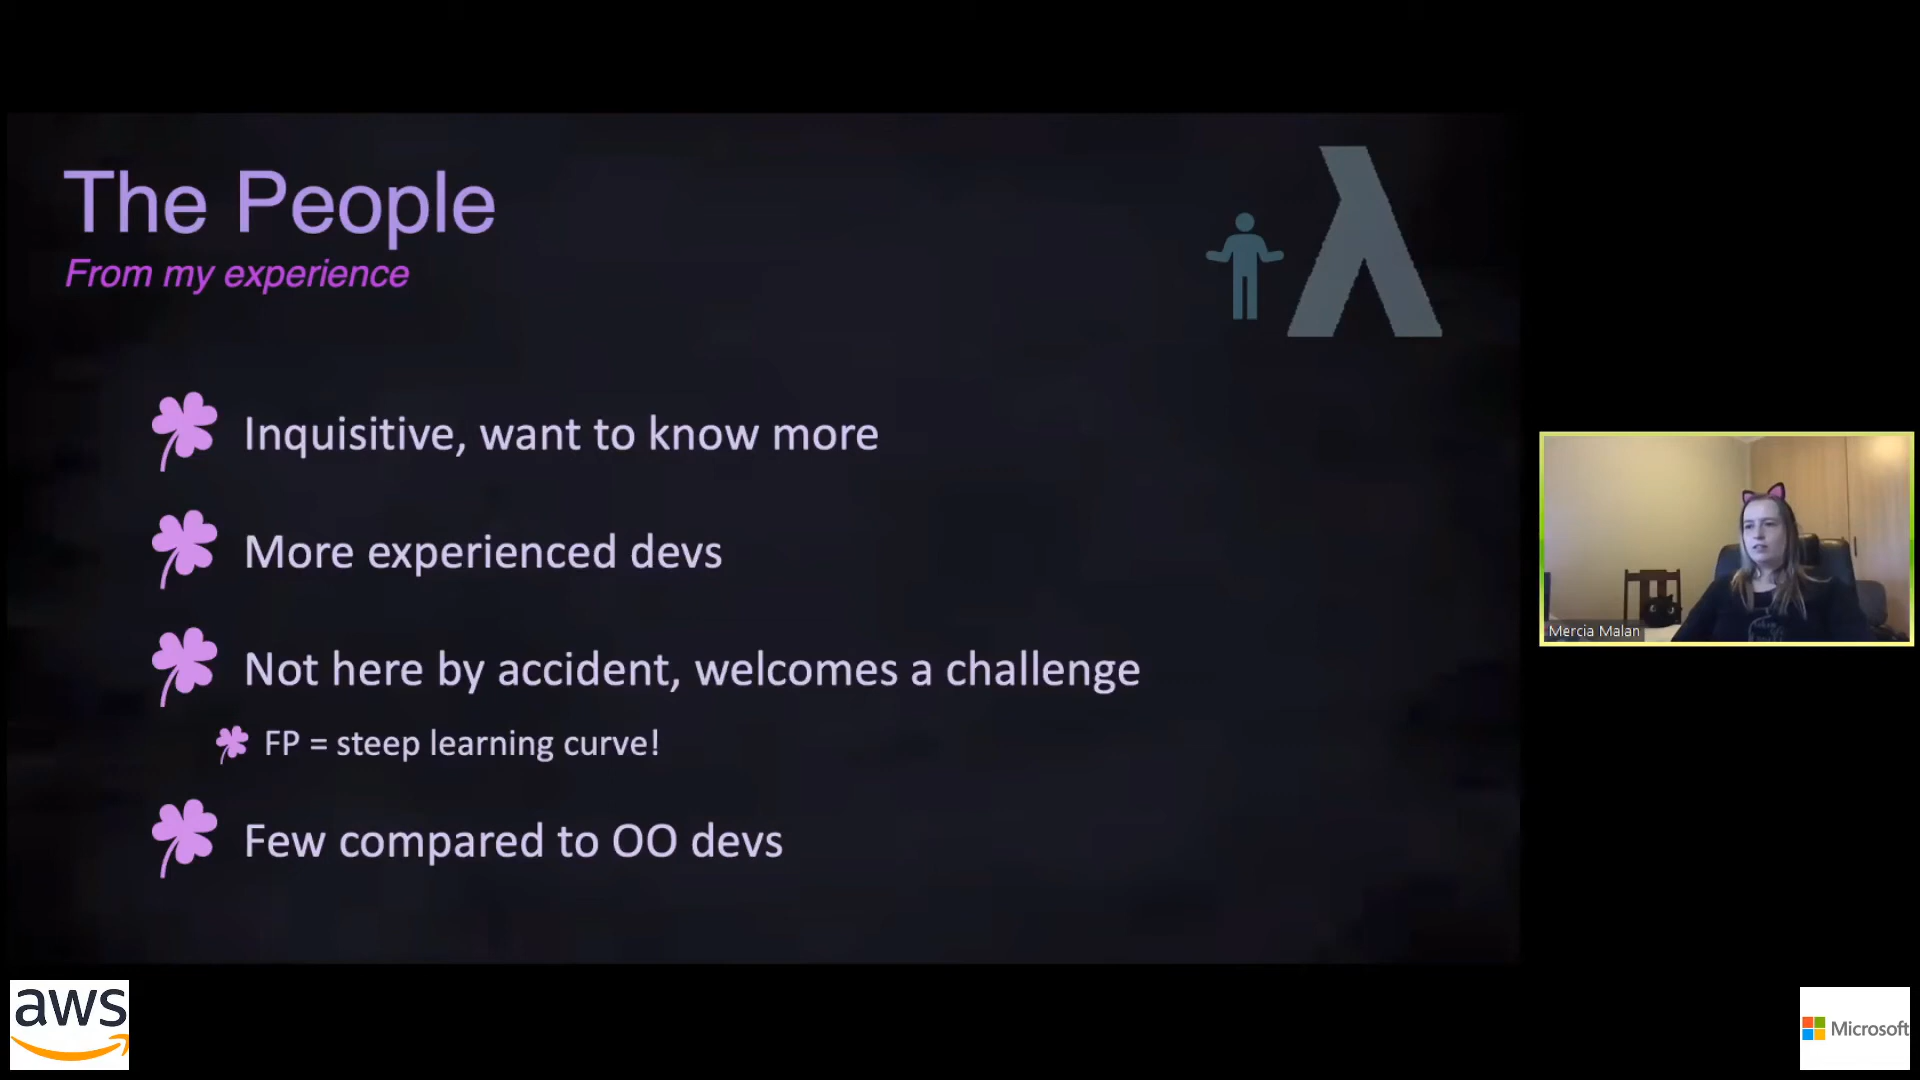 The People
From my experience
λ
Inquisitive, want to know more
More experienced devs
Not here by accident, welcomes a challenge
FP = steep learning curve!
Few compared to OO devs
Mercia Malan
aws
Microsoft